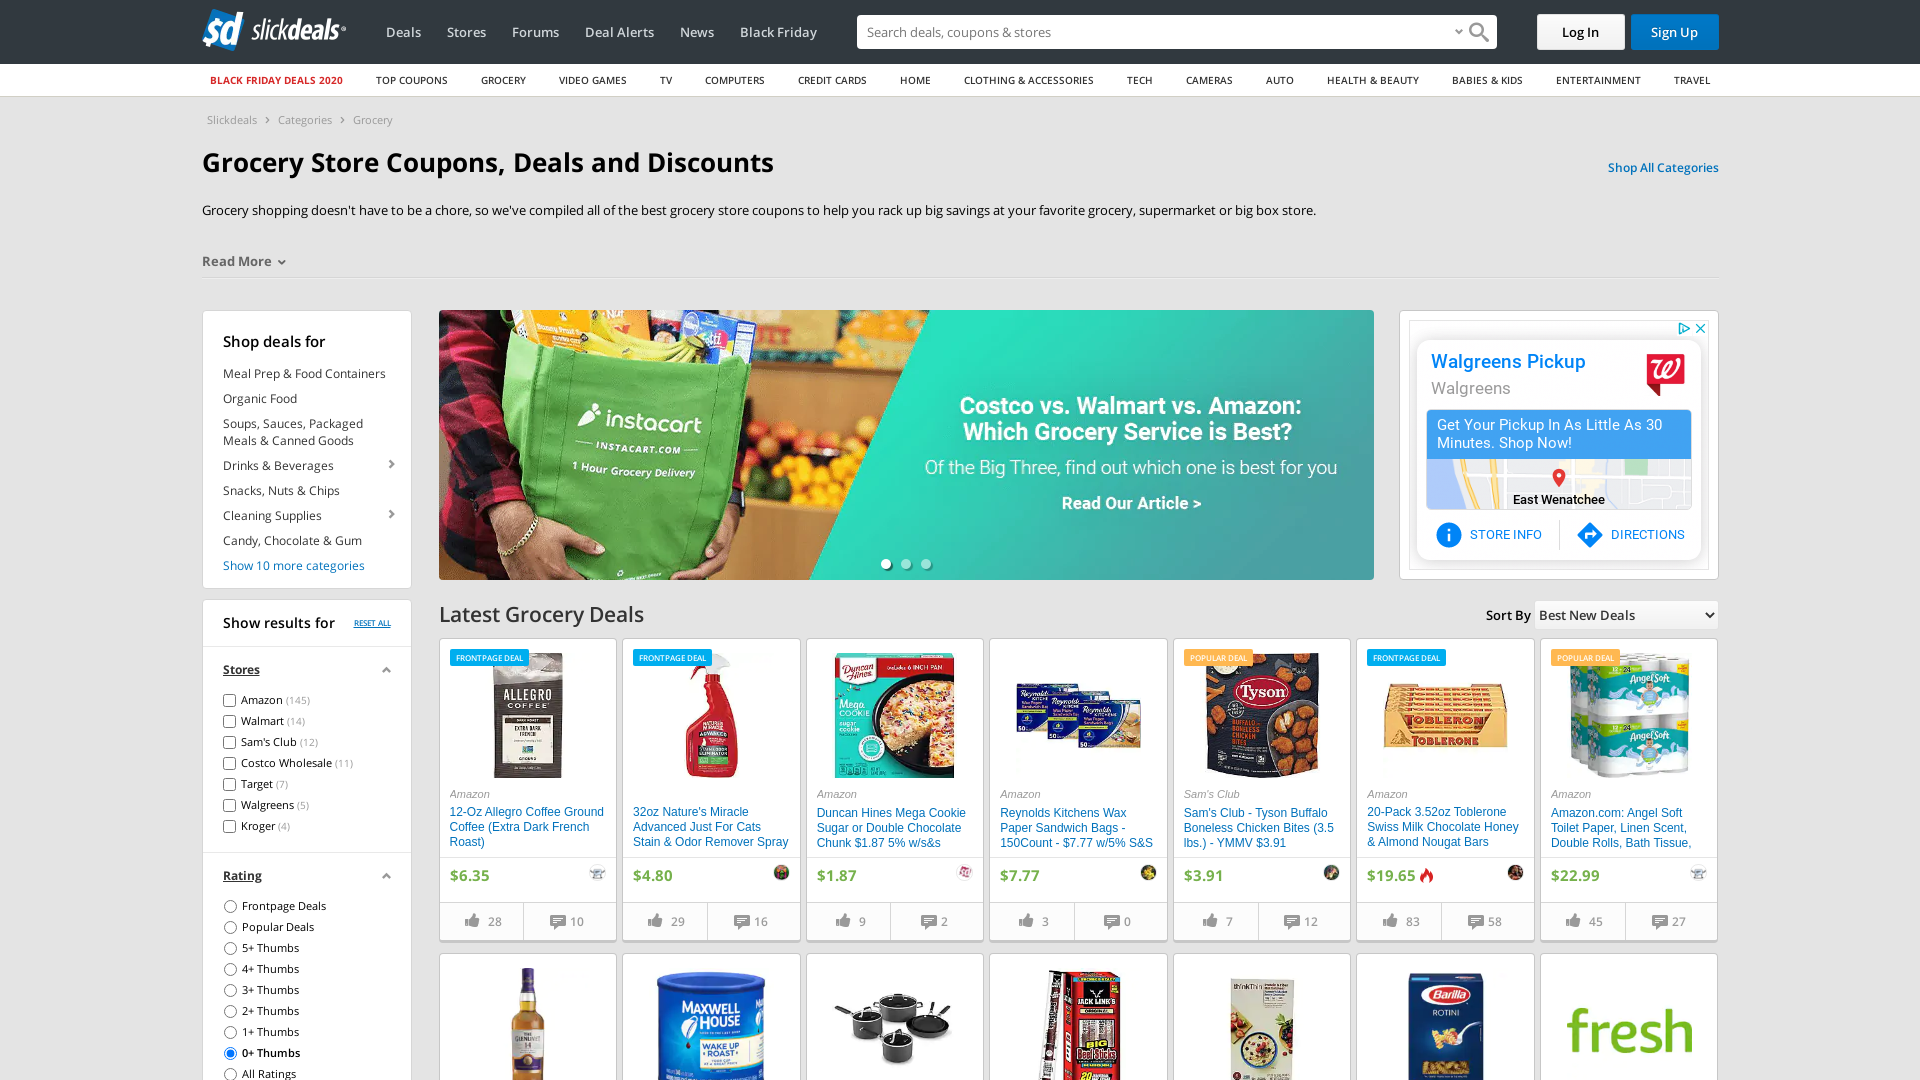 sd slickdeals
Deals
Stores
Forums
Deal Alerts
News
Black Friday
Search deals, coupons & stores
Log In
Sign Up
BLACK FRIDAY DEALS 2020
TOP COUPONS
GROCERY
VIDEO GAMES
TV
COMPUTERS
CREDIT CARDS
HOME
CLOTHING & ACCESSORIES
TECH
CAMERAS
AUTO
HEALTH & BEAUTY
BABIES & KIDS
ENTERTAINMENT
TRAVEL
Slickdeals
Categories
Grocery
Grocery Store Coupons, Deals and Discounts
Shop All Categories
Grocery shopping doesn't have to be a chore, so we've compiled all of the best grocery store coupons to help you rack up big savings at your favorite grocery, supermarket or big box store.
Read More
Shop deals for
Meal Prep & Food Containers
Organic Food
Soups, Sauces, Packaged
Meals & Canned Goods
Drinks & Beverages
Snacks, Nuts & Chips
Cleaning Supplies
Candy, Chocolate & Gum
Show 10 more categories
instacart
INSTACART.COM
1 Hour Grocery Delivery
Costco vs. Walmart vs. Amazon:
Which Grocery Service is Best?
Of the Big Three, find out which one is best for you
Read Our Article >
Walgreens Pickup
Walgreens
Get Your Pickup In As Little As 30
Minutes. Shop Now!
East Wenatchee
STORE INFO
DIRECTIONS
Show results for
RESET ALL
Stores
Amazon (145)
Walmart (14)
Sam's Club (12)
Costco Wholesale (11)
Target (7)
Walgreens (5)
Kroger (4)
Rating
Frontpage Deals
Popular Deals
5+ Thumbs
4+ Thumbs
3+ Thumbs
2+ Thumbs
1+ Thumbs
0+ Thumbs
All Ratings
Latest Grocery Deals
Sort By
Best New Deals
FRONTPAGE DEAL
ALLEGRO
COFFEE
Amazon
12-Oz Allegro Coffee Ground
Coffee (Extra Dark French
Roast)
$6.35
28
10
FRONTPAGE DEAL
32oz Nature's Miracle
Advanced Just For Cats
Stain & Odor Remover Spray
$4.80
29
16
Duncan
Hines
includes 6 INCH PAN
Mega
COOKIE
sugar
cookie
Amazon
Duncan Hines Mega Cookie
Sugar or Double Chocolate
Chunk $1.87 5% w/s&s
$1.87
9
2
Reynolds
KITCHENS
50
Amazon
Reynolds Kitchens Wax
Paper Sandwich Bags -
150Count - $7.77 w/5% S&S
$7.77
3
0
POPULAR DEAL
Tyson
BUFFALO
BONELESS
CHICKEN
BITES
Sam's Club
Sam's Club - Tyson Buffalo
Boneless Chicken Bites (3.5
lbs.) - YMMV $3.91
$3.91
7
12
FRONTPAGE DEAL
TOBLERONE
Amazon
20-Pack 3.52oz Toblerone
Swiss Milk Chocolate Honey
& Almond Nougat Bars
$19.65
83
58
POPULAR DEAL
Angel Soft
Angel Soft
Amazon
Amazon.com: Angel Soft
Toilet Paper, Linen Scent,
Double Rolls, Bath Tissue,
$22.99
45
27
MAXWELL
HOUSE
WAKE UP
ROAST
JACK LINK'S
ORIGINAL
BIG
20
thinkThin
Barilla
ROTINI
fresh